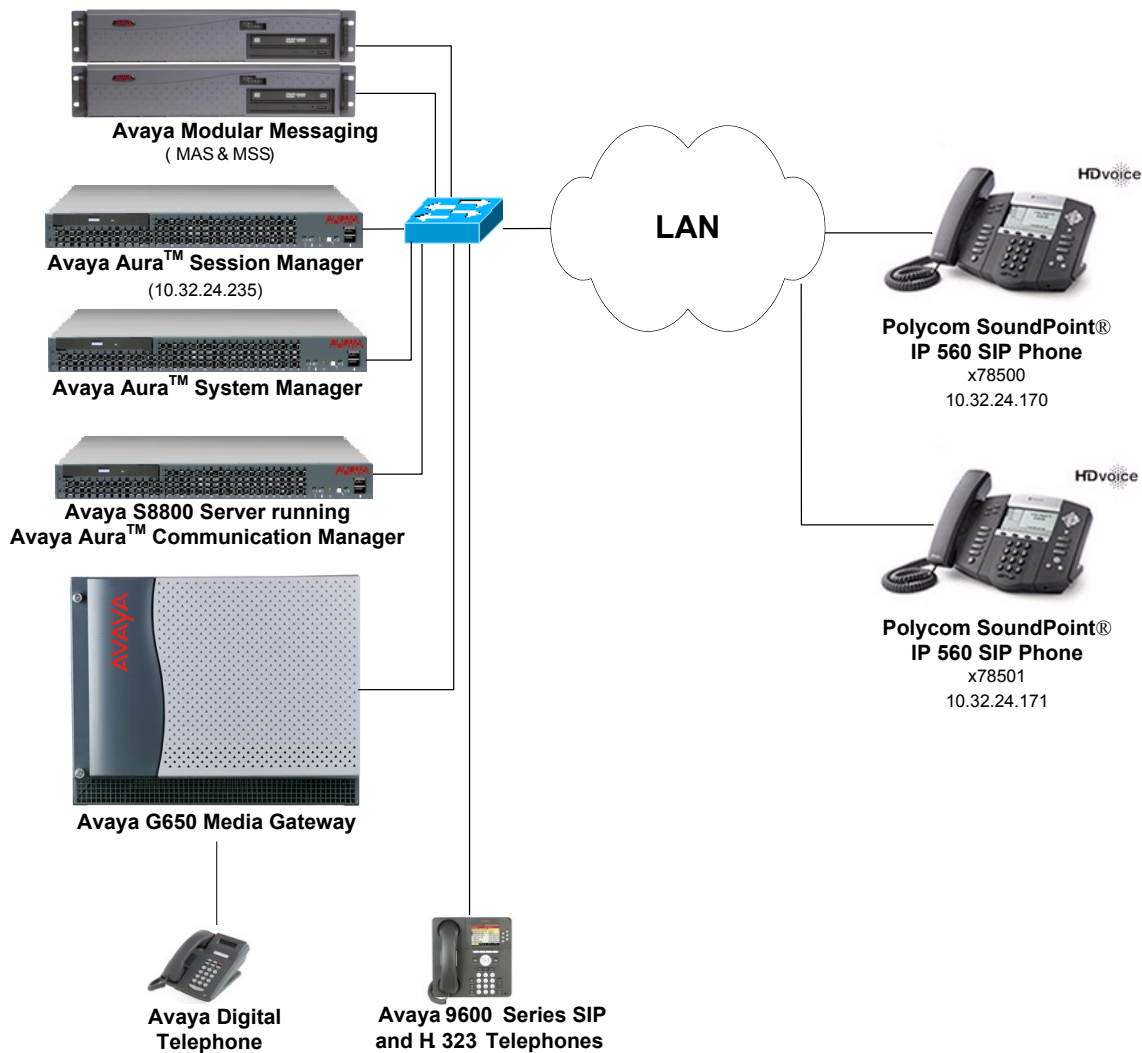 Avaya Modular Messaging
( MAS & MSS)
Avaya Aura™ Session Manager
(10.32.24.235)
Avaya Aura™ System Manager
Avaya S8800 Server running
Avaya Aura™ Communication Manager
AVAYA
Avaya G650 Media Gateway
Avaya Digital
Telephone
Avaya 9600 Series SIP
and H 323 Telephones
LAN
HDvoice
Polycom SoundPoint®
IP 560 SIP Phone
x78500
10.32.24.170
HDvoice
Polycom SoundPoint®
IP 560 SIP Phone
x78501
10.32.24.171